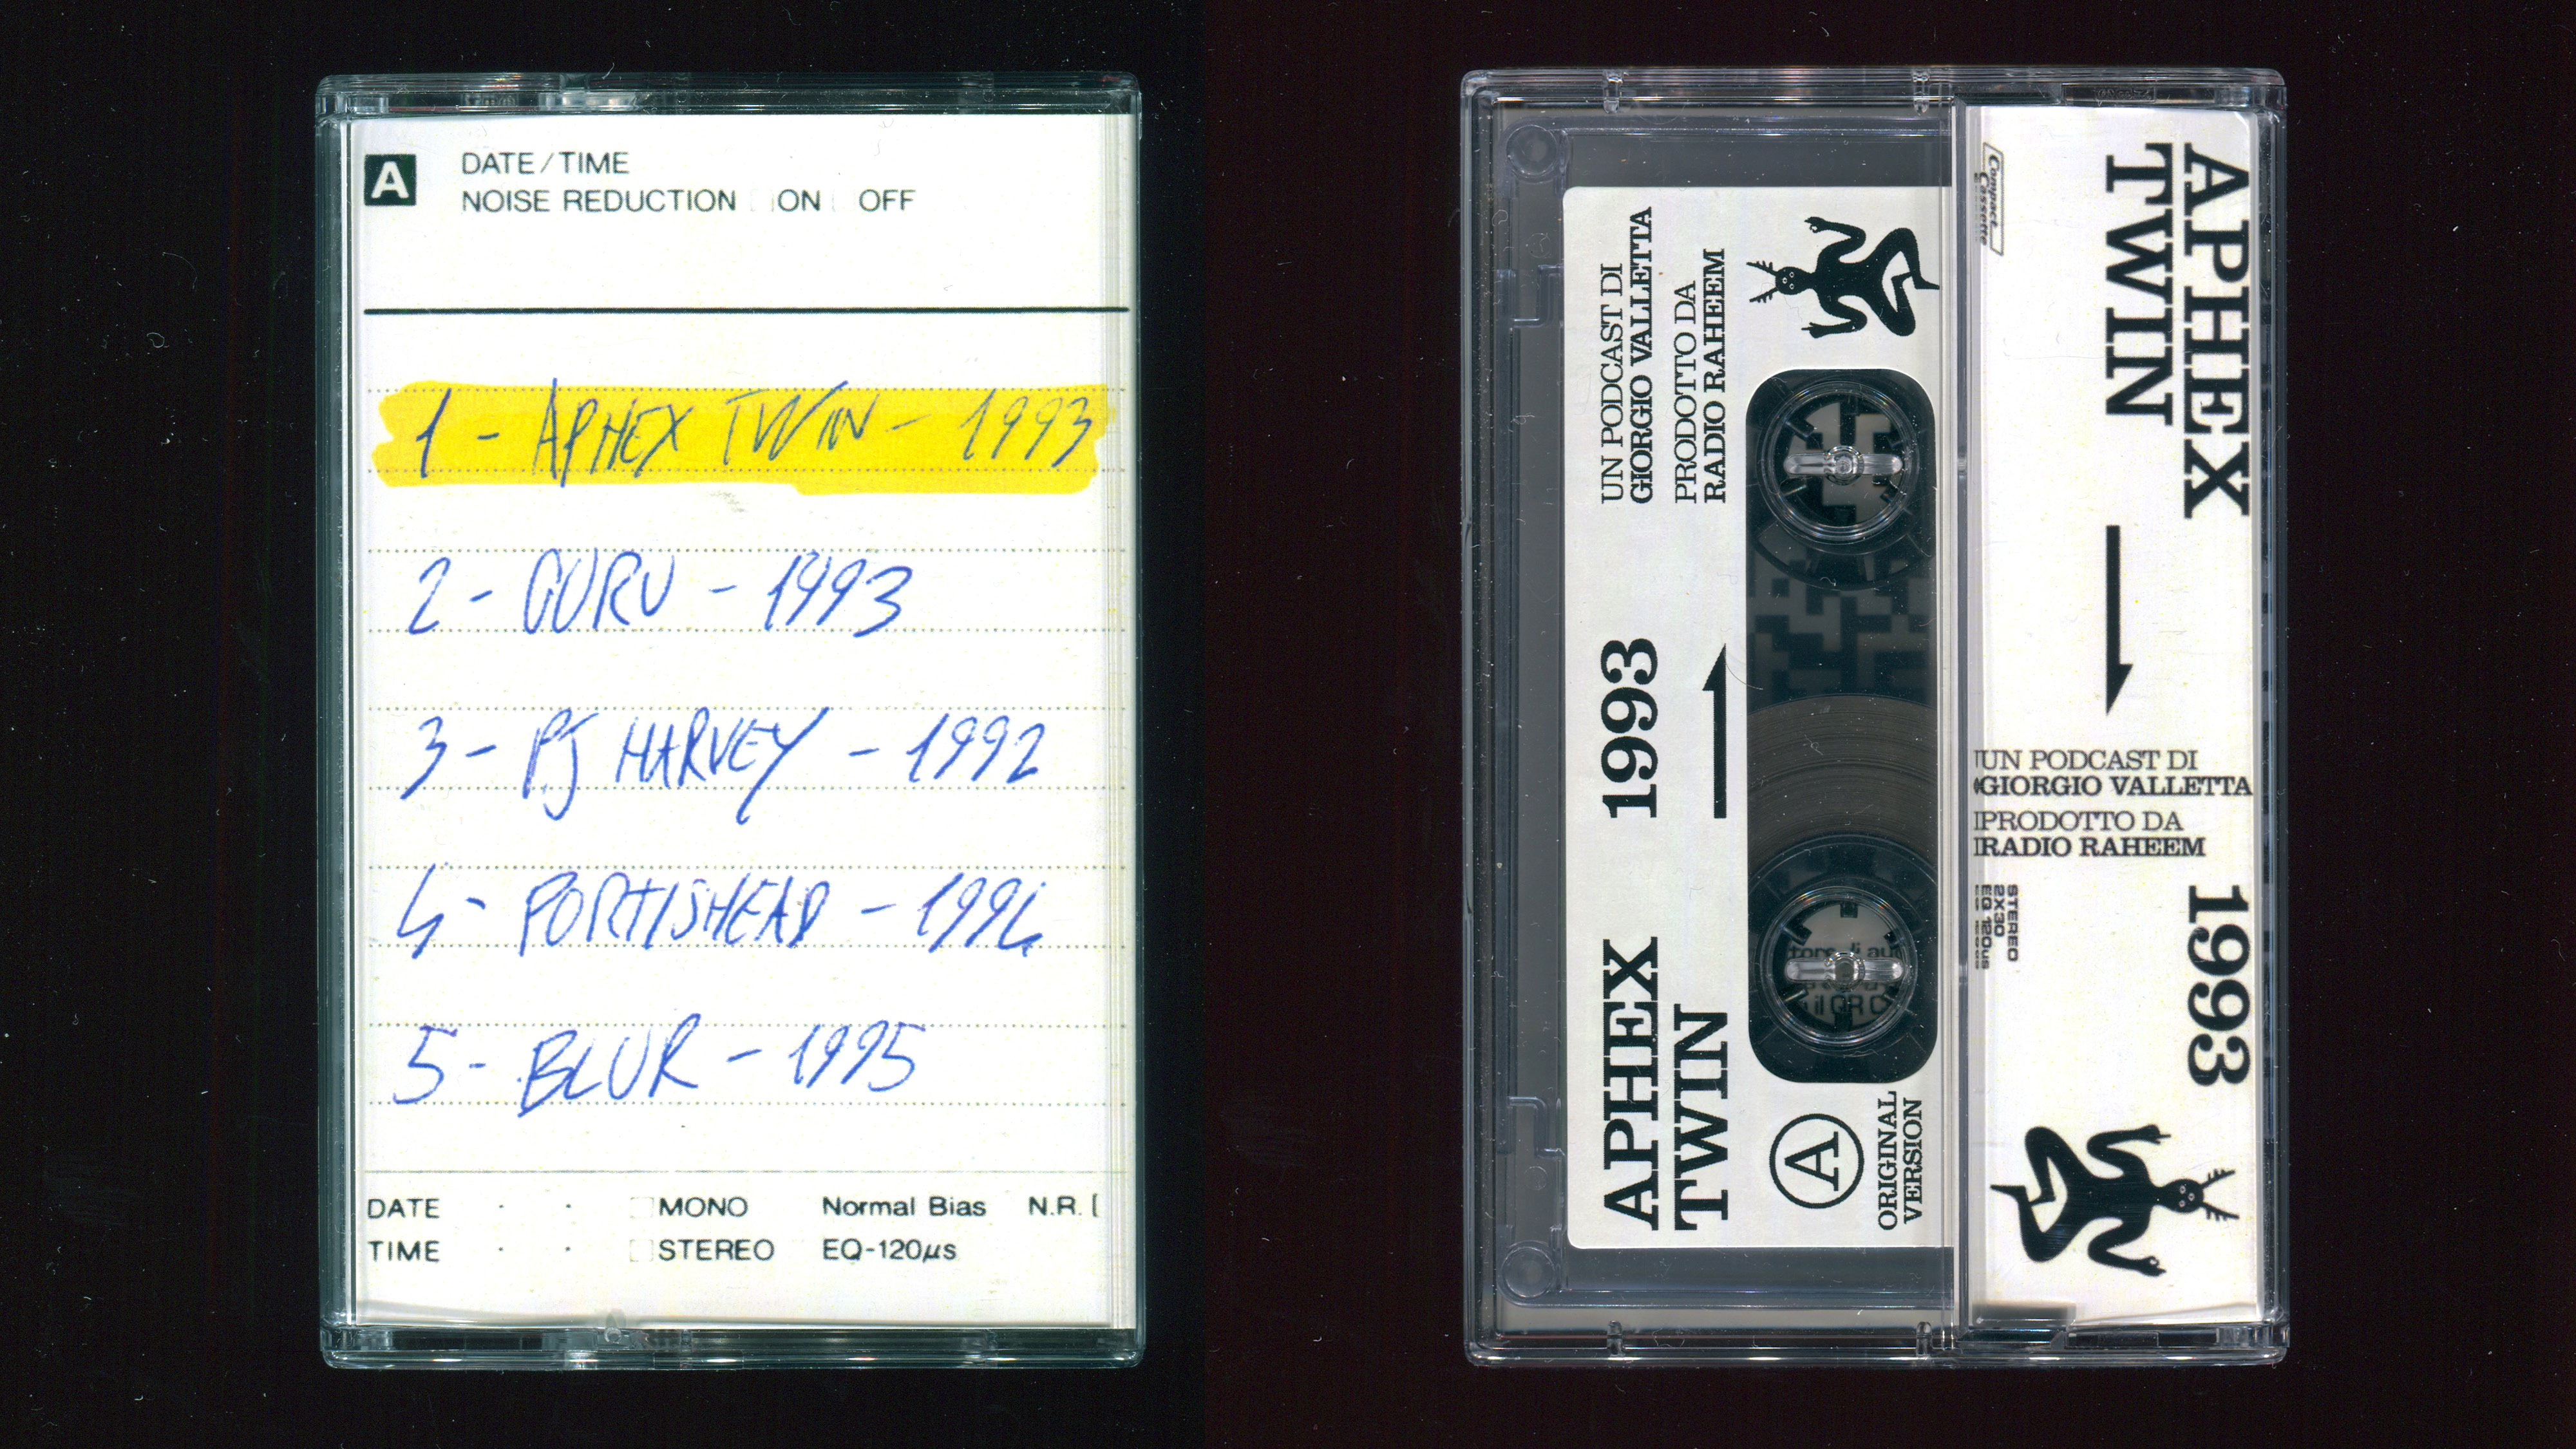 A
DATE/TIME
NOISE REDUCTION ON OFF
1 - APHEX TWIN - 1993
2 - GURU - 1993
3 - PJ HARVEY - 1992
4 - PORTISHEAD - 1994
5 - BLUR - 1995
DATE · · MONO Normal Bias N.R.
TIME · · STEREO EQ-120µs
APHEX
TWIN
1993
UN PODCAST DI
GIORGIO VALLETTA
PRODOTTO DA
RADIO RAHEEM
A
ORIGINAL
VERSION
il QR
APHEX
TWIN
Compact
Cassette
UN PODCAST DI
GIORGIO VALLETTA
PRODOTTO DA
RADIO RAHEEM
STEREO
2X30
EQ 120us
1993